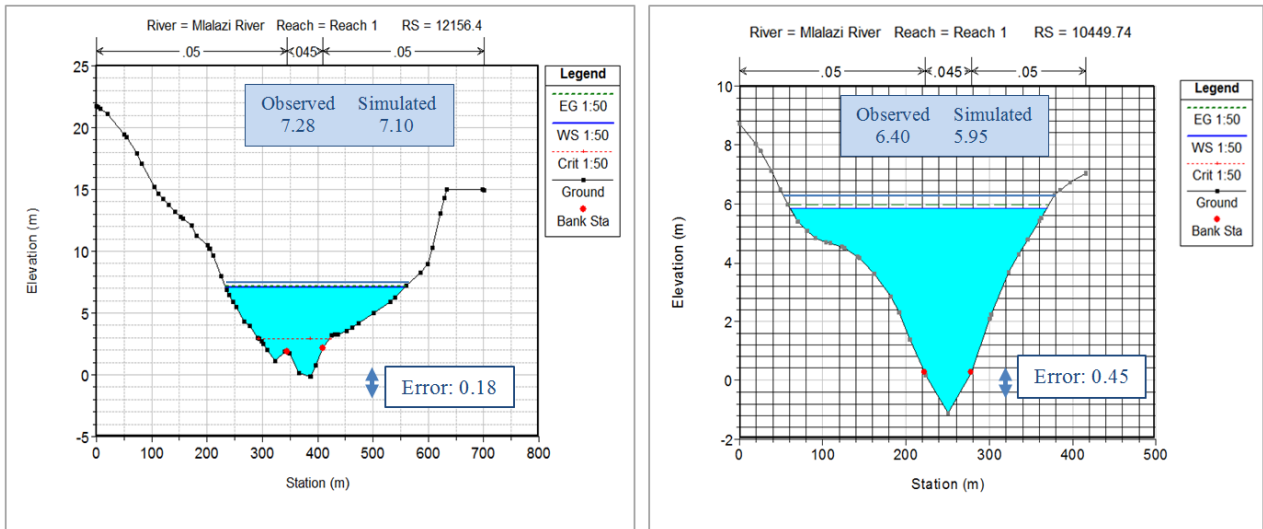 River = Mlalazi River Reach = Reach 1 RS = 12156.4
.05 .045 .05
25
20
15
10
5
0
-5
Elevation (m)
0 100 200 300 400 500 600 700 800
Station (m)
Observed Simulated
7.28 7.10
Error: 0.18
Legend
EG 1:50
WS 1:50
Crit 1:50
Ground
Bank Sta
River = Mlalazi River Reach = Reach 1 RS = 10449.74
.05 .045 .05
10
8
6
4
2
0
-2
Elevation (m)
0 100 200 300 400 500
Station (m)
Observed Simulated
6.40 5.95
Error: 0.45
Legend
EG 1:50
WS 1:50
Crit 1:50
Ground
Bank Sta